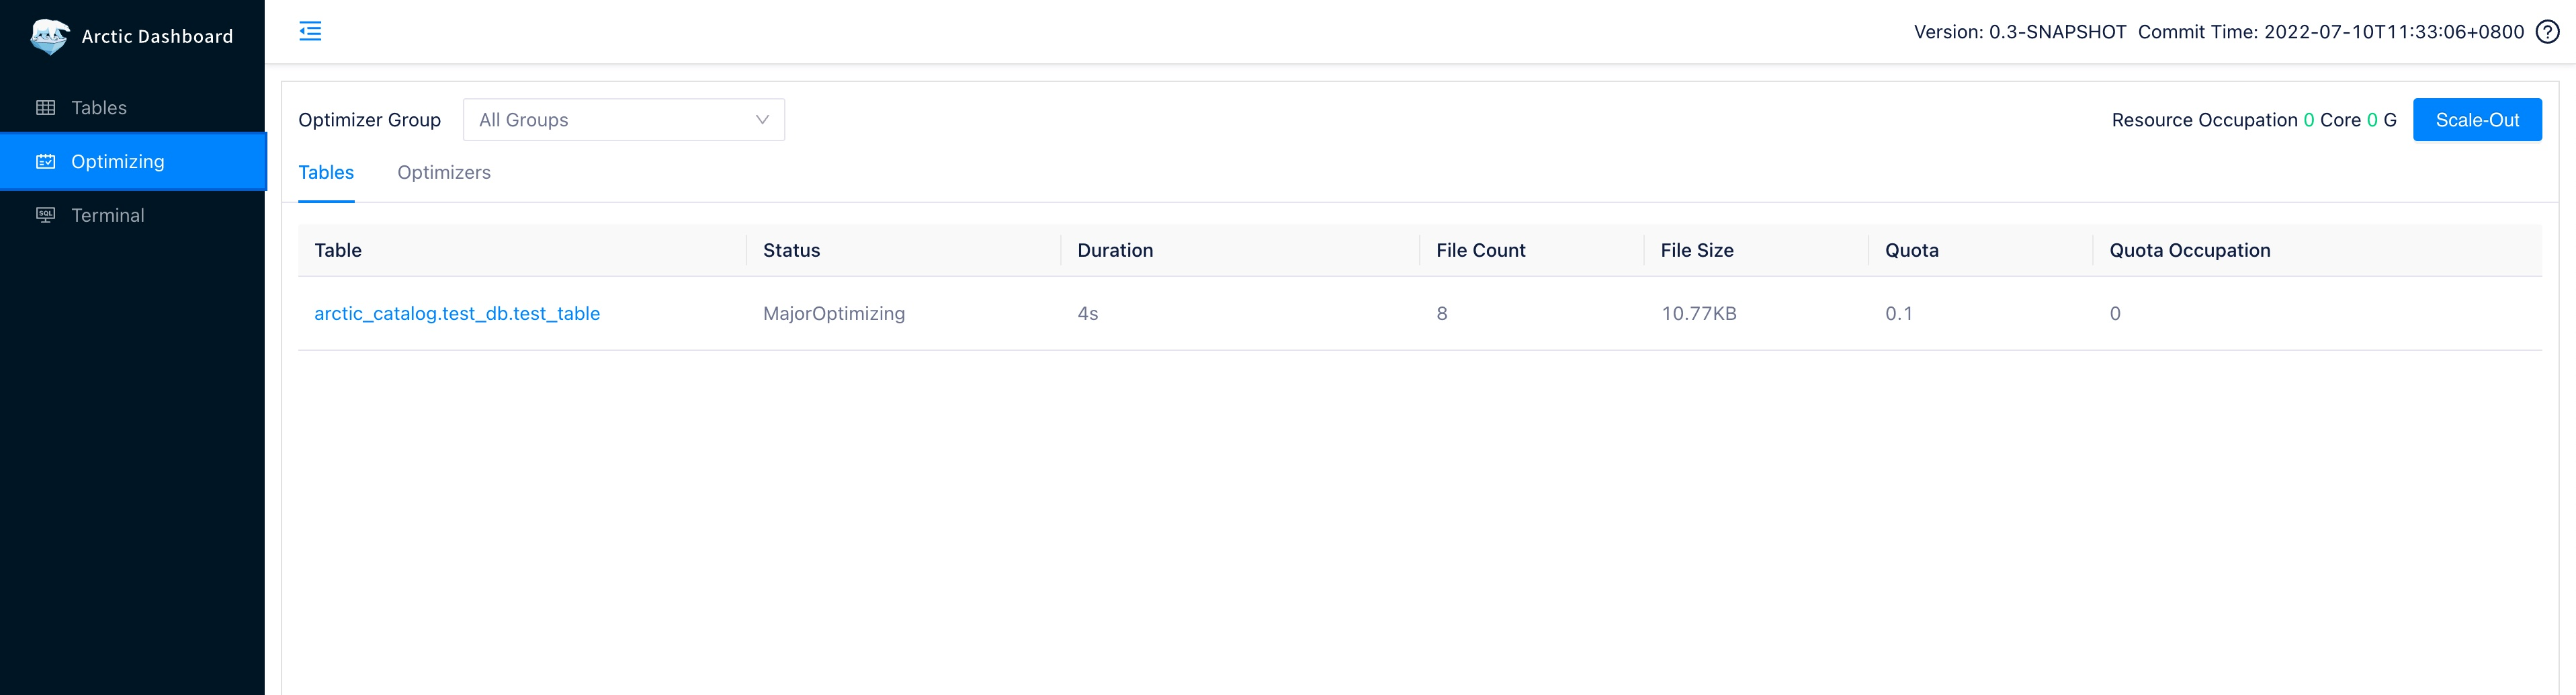 Arctic Dashboard
Version: 0.3-SNAPSHOT Commit Time: 2022-07-10T11:33:06+0800 ?
Tables
Optimizing
SQL Terminal
Optimizer Group All Groups Resource Occupation 0 Core 0 G Scale-Out
Tables Optimizers
Table Status Duration File Count File Size Quota Quota Occupation
arctic_catalog.test_db.test_table MajorOptimizing 4s 8 10.77KB 0.1 0